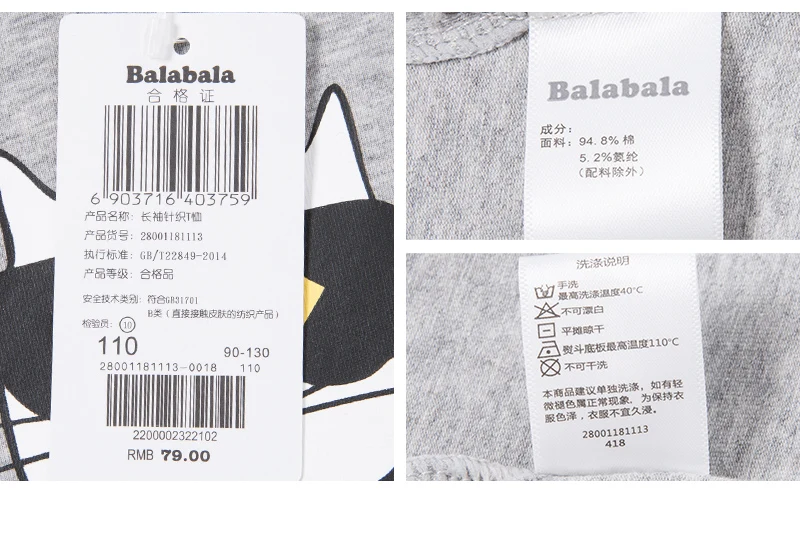 Balabala
合格证
6 903716 403759
产品名称: 长袖针织T恤
产品货号: 28001181113
执行标准: GB/T22849-2014
产品等级: 合格品
安全技术类别: 符合GB31701
B类(直接接触皮肤的纺织产品)
检验员: 10
110 90-130
28001181113-0018 110
2200002322102
RMB 79.00
Balabala
成分:
面料: 94.8% 棉
5.2%氨纶
(配料除外)
洗涤说明
手洗
最高洗涤温度40℃
不可漂白
平摊晾干
熨斗底板最高温度110℃
不可干洗
本商品建议单独洗涤,如有轻
微褪色属正常现象,为保持衣
服色泽,衣服不宜久浸。
28001181113
418